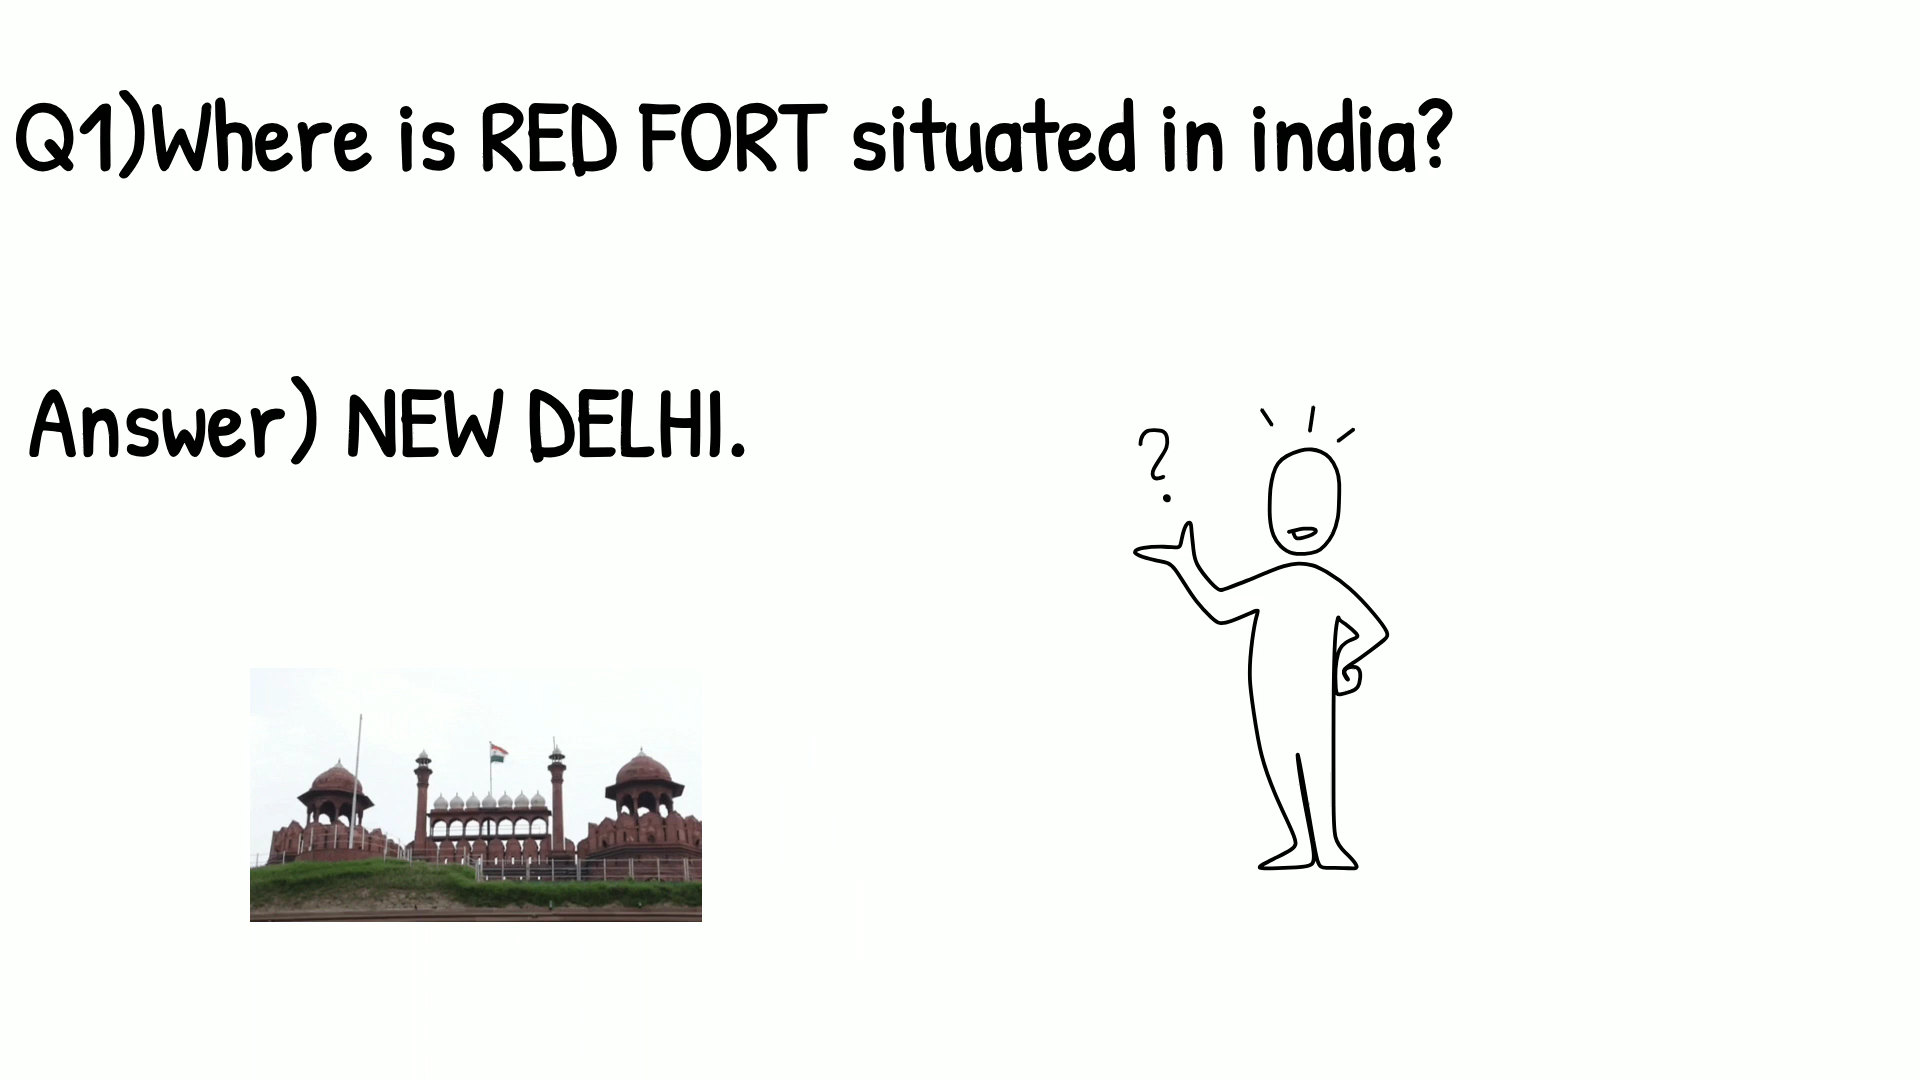 Q1)Where is RED FORT situated in india?
Answer) NEW DELHI.
?